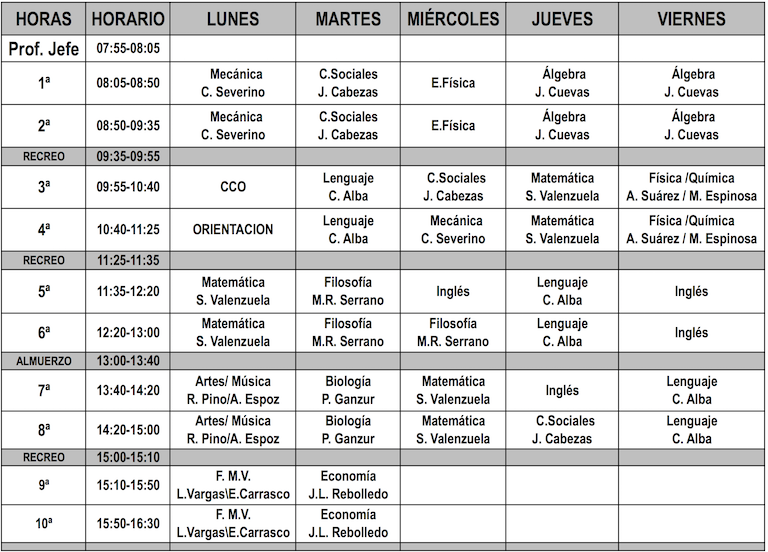 HORAS HORARIO LUNES MARTES MIÉRCOLES JUEVES VIERNES
Prof. Jefe 07:55-08:05
1ª 08:05-08:50 Mecánica C. Severino C.Sociales J. Cabezas E.Física Álgebra J. Cuevas Álgebra J. Cuevas
2ª 08:50-09:35 Mecánica C. Severino C.Sociales J. Cabezas E.Física Álgebra J. Cuevas Álgebra J. Cuevas
RECREO 09:35-09:55
3ª 09:55-10:40 CCO Lenguaje C. Alba C.Sociales J. Cabezas Matemática S. Valenzuela Física /Química A. Suárez / M. Espinosa
4ª 10:40-11:25 ORIENTACION Lenguaje C. Alba Mecánica C. Severino Matemática S. Valenzuela Física /Química A. Suárez / M. Espinosa
RECREO 11:25-11:35
5ª 11:35-12:20 Matemática S. Valenzuela Filosofía M.R. Serrano Inglés Lenguaje C. Alba Inglés
6ª 12:20-13:00 Matemática S. Valenzuela Filosofía M.R. Serrano Filosofía M.R. Serrano Lenguaje C. Alba Inglés
ALMUERZO 13:00-13:40
7ª 13:40-14:20 Artes/ Música R. Pino/A. Espoz Biología P. Ganzur Matemática S. Valenzuela Inglés Lenguaje C. Alba
8ª 14:20-15:00 Artes/ Música R. Pino/A. Espoz Biología P. Ganzur Matemática S. Valenzuela C.Sociales J. Cabezas Lenguaje C. Alba
RECREO 15:00-15:10
9ª 15:10-15:50 F. M.V. L.Vargas\E.Carrasco Economía J.L. Rebolledo
10ª 15:50-16:30 F. M.V. L.Vargas\E.Carrasco Economía J.L. Rebolledo